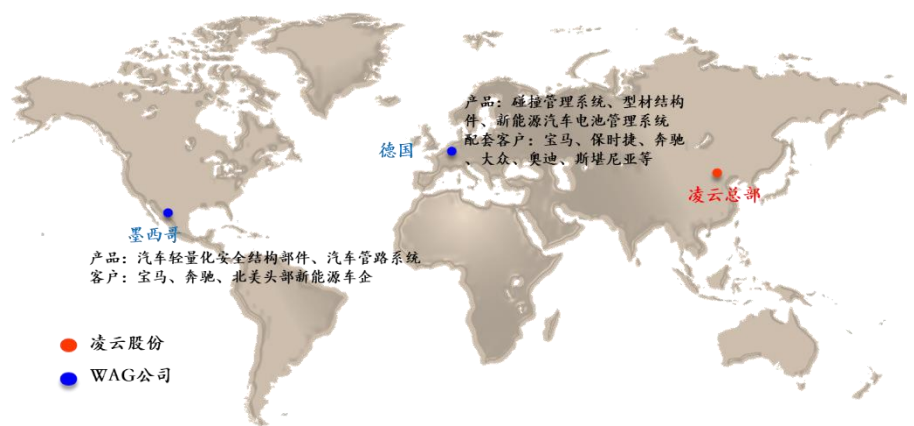 产品：碰撞管理系统、型材结构
件、新能源汽车电池管理系统
配套客户：宝马、保时捷、奔驰
、大众、奥迪、斯堪尼亚等
德国
凌云总部
墨西哥
产品：汽车轻量化安全结构部件、汽车管路系统
客户：宝马、奔驰、北美头部新能源车企
凌云股份
WAG公司